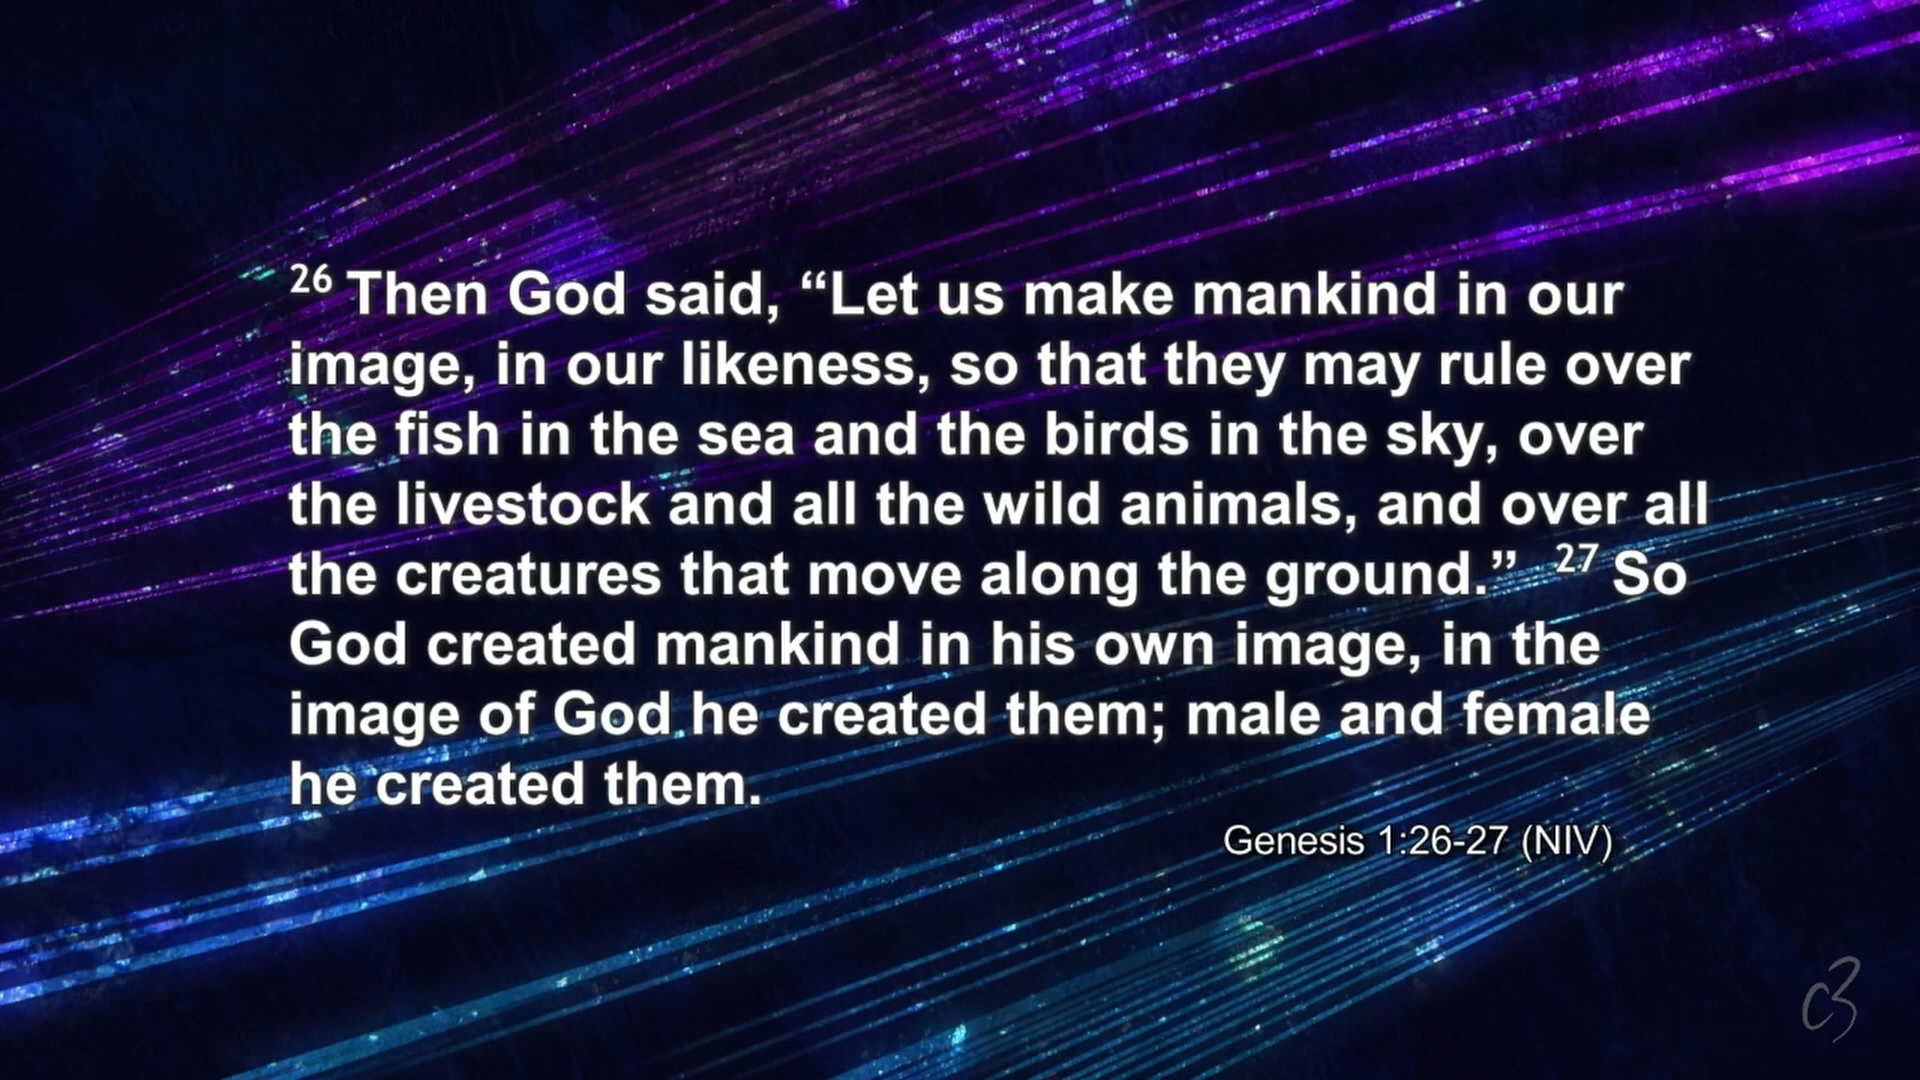 26 Then God said, “Let us make mankind in our
image, in our likeness, so that they may rule over
the fish in the sea and the birds in the sky, over
the livestock and all the wild animals, and over all
the creatures that move along the ground.” 27 So
God created mankind in his own image, in the
image of God he created them; male and female
he created them.
Genesis 1:26-27 (NIV)
c3